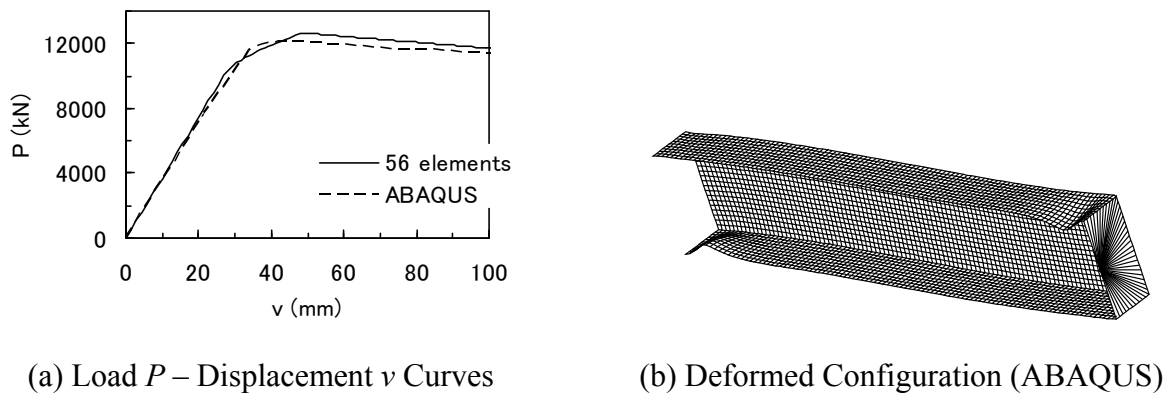 12000
8000
4000
0
P (kN)
56 elements
ABAQUS
0 20 40 60 80 100
v (mm)
(a) Load P – Displacement v Curves
(b) Deformed Configuration (ABAQUS)